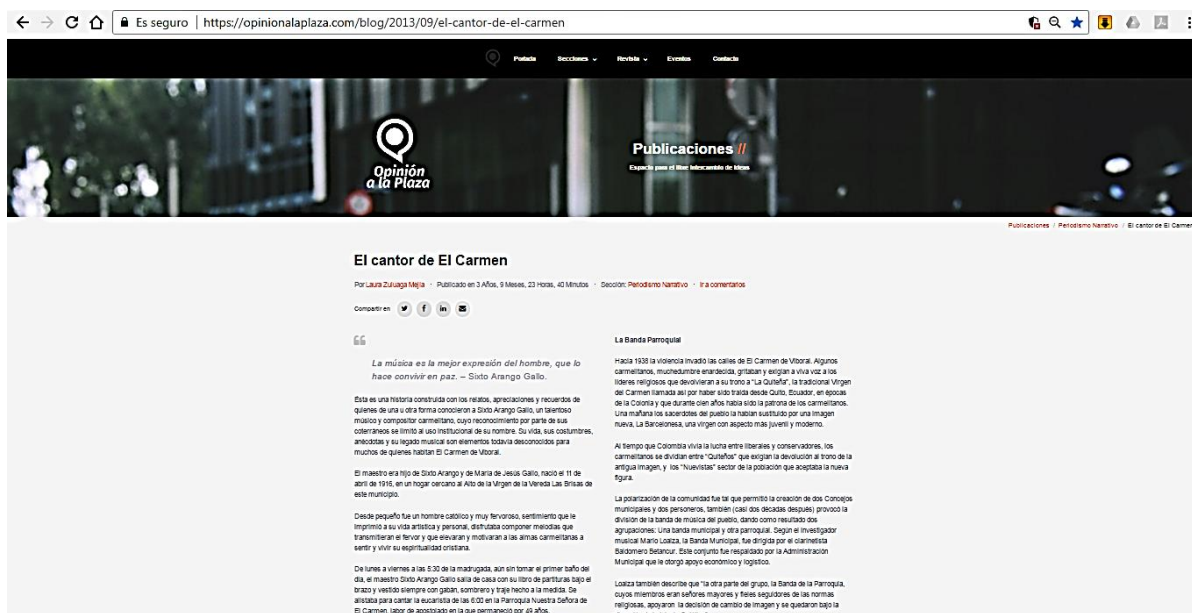 Es seguro | https://opinionalaplaza.com/blog/2013/09/el-cantor-de-el-carmen
Portada Secciones Revista Eventos Contacto
Opinión
a la Plaza
Publicaciones //
Espacio para el libre intercambio de ideas
Publicaciones / Periodismo Narrativo / El cantor de El Carmen
El cantor de El Carmen
Por Laura Zuluaga Mejía · Publicado en 3 Años, 9 Meses, 23 Horas, 40 Minutos · Sección: Periodismo Narrativo · Ir a comentarios
Compartir en
La música es la mejor expresión del hombre, que lo
hace convivir en paz. – Sixto Arango Gallo.
Esta es una historia construida con los relatos, apreciaciones y recuerdos de
quienes de una u otra forma conocieron a Sixto Arango Gallo, un talentoso
músico y compositor carmelitano, cuyo reconocimiento por parte de sus
coterráneos se limitó al uso institucional de su nombre. Su vida, sus costumbres,
anécdotas y su legado musical son elementos todavía desconocidos para
muchos de quienes habitan El Carmen de Viboral.
El maestro era hijo de Sixto Arango y de María de Jesús Gallo, nació el 11 de
abril de 1916, en un hogar cercano al Alto de la Virgen de la Vereda Las Brisas de
este municipio.
Desde pequeño fue un hombre católico y muy fervoroso, sentimiento que le
imprimió a su vida artística y personal, disfrutaba componer melodías que
transmitieran el fervor y que elevaran y motivaran a las almas carmelitanas a
sentir y vivir su espiritualidad cristiana.
De lunes a viernes a las 5:30 de la madrugada, aún sin tomar el primer baño del
día, el maestro Sixto Arango Gallo salía de casa con su libro de partituras bajo el
brazo y vestido siempre con gabán, sombrero y traje hecho a la medida. Se
alistaba para cantar la eucaristía de las 6:00 en la Parroquia Nuestra Señora de
El Carmen, labor de apostolado en la que permaneció por 49 años.
La Banda Parroquial
Hacia 1938 la violencia invadió las calles de El Carmen de Viboral. Algunos
carmelitanos, muchedumbre enardecida, gritaban y exigían a viva voz a los
líderes religiosos que devolvieran a su trono a "La Quiteña", la tradicional Virgen
del Carmen llamada así por haber sido traída desde Quito, Ecuador, en épocas
de la Colonia y que durante cien años había sido la patrona de los carmelitanos.
Una mañana los sacerdotes del pueblo la habían sustituido por una imagen
nueva, La Barcelonesa, una virgen con aspecto más juvenil y moderno.
Al tiempo que Colombia vivía la lucha entre liberales y conservadores, los
carmelitanos se dividían entre "Quiteños" que exigían la devolución al trono de la
antigua imagen, y los "Nuevistas" sector de la población que aceptaba la nueva
figura.
La polarización de la comunidad fue tal que permitió la creación de dos Concejos
municipales y dos personeros, también (casi dos décadas después) provocó la
división de la banda de música del pueblo, dando como resultado dos
agrupaciones: Una banda municipal y otra parroquial. Según el investigador
musical Mario Loaiza, la Banda Municipal, fue dirigida por el clarinetista
Baldomero Betancur. Este conjunto fue respaldado por la Administración
Municipal que le otorgó apoyo económico y logístico.
Loaiza también describe que "la otra parte del grupo, la Banda de la Parroquia,
cuyos miembros eran señores mayores y fieles seguidores de las normas
religiosas, apoyaron la decisión de cambio de imagen y se quedaron bajo la